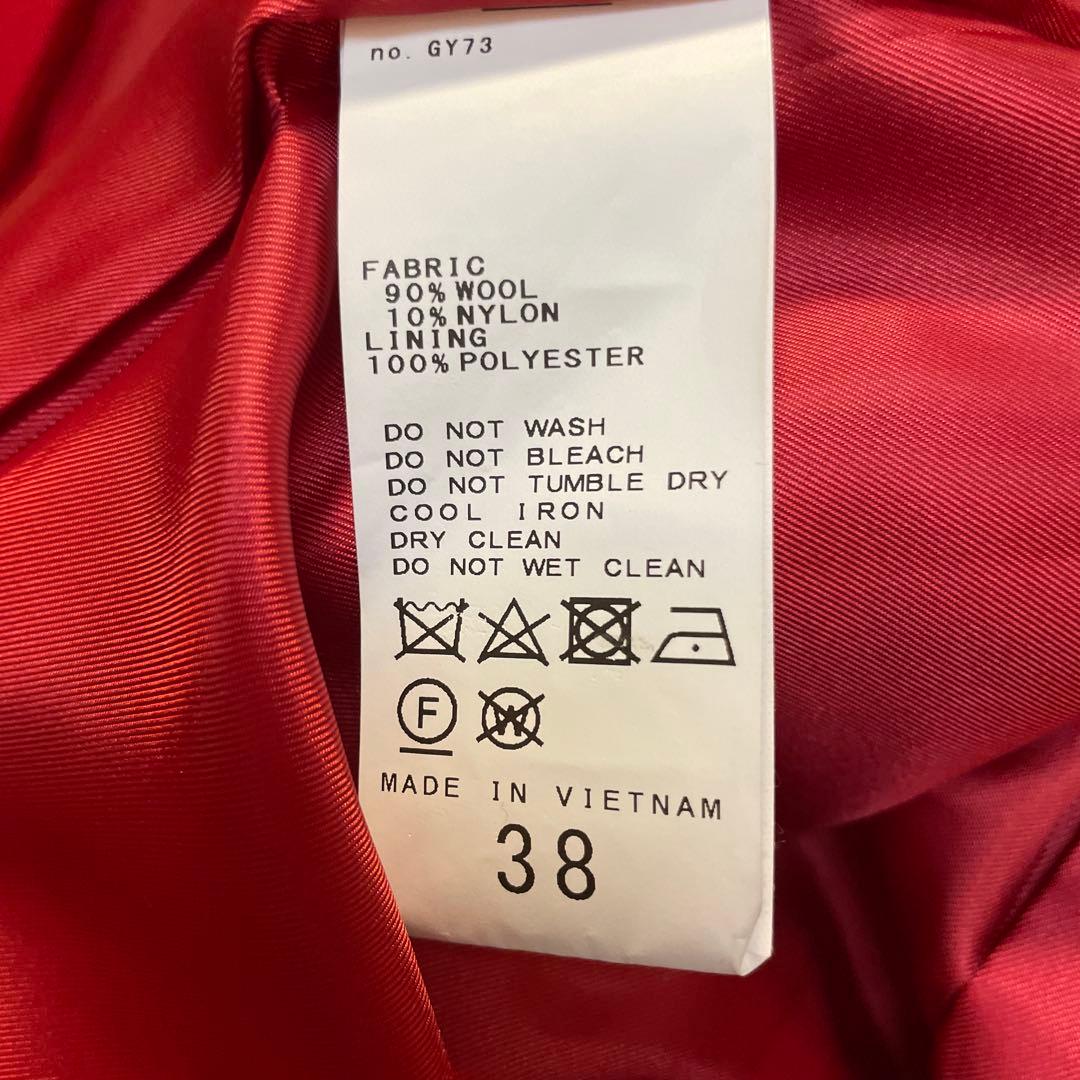 no. GY73
FABRIC
90% WOOL
10% NYLON
LINING
100% POLYESTER
DO NOT WASH
DO NOT BLEACH
DO NOT TUMBLE DRY
COOL IRON
DRY CLEAN
DO NOT WET CLEAN
F W
MADE IN VIETNAM
38